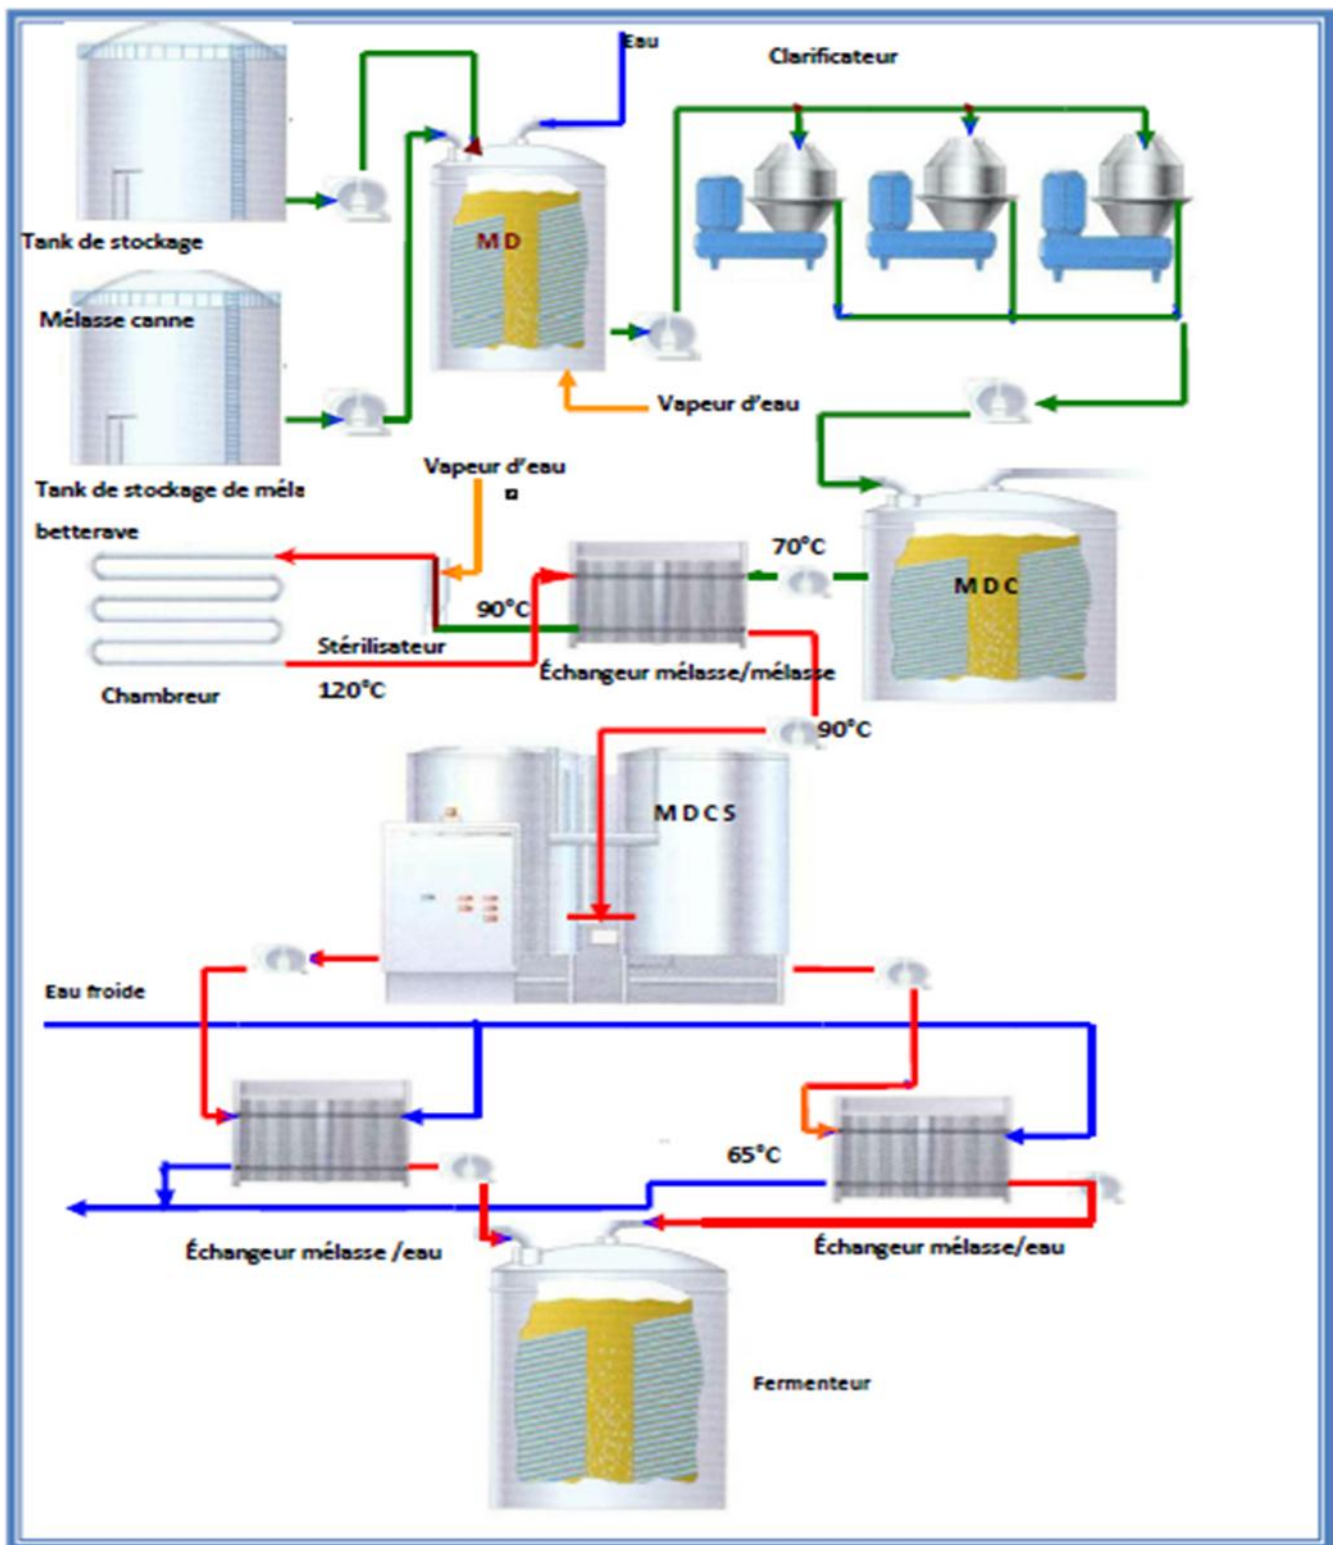 Eau
Clarificateur
Tank de stockage
M D
Mélasse canne
Vapeur d'eau
Tank de stockage de méla
betterave
Vapeur d'eau
70°C
M D C
90°C
Stérilisateur
Échangeur mélasse/mélasse
Chambreur
120°C
90°C
M D C S
Eau froide
65°C
Échangeur mélasse /eau
Échangeur mélasse/eau
Fermenteur